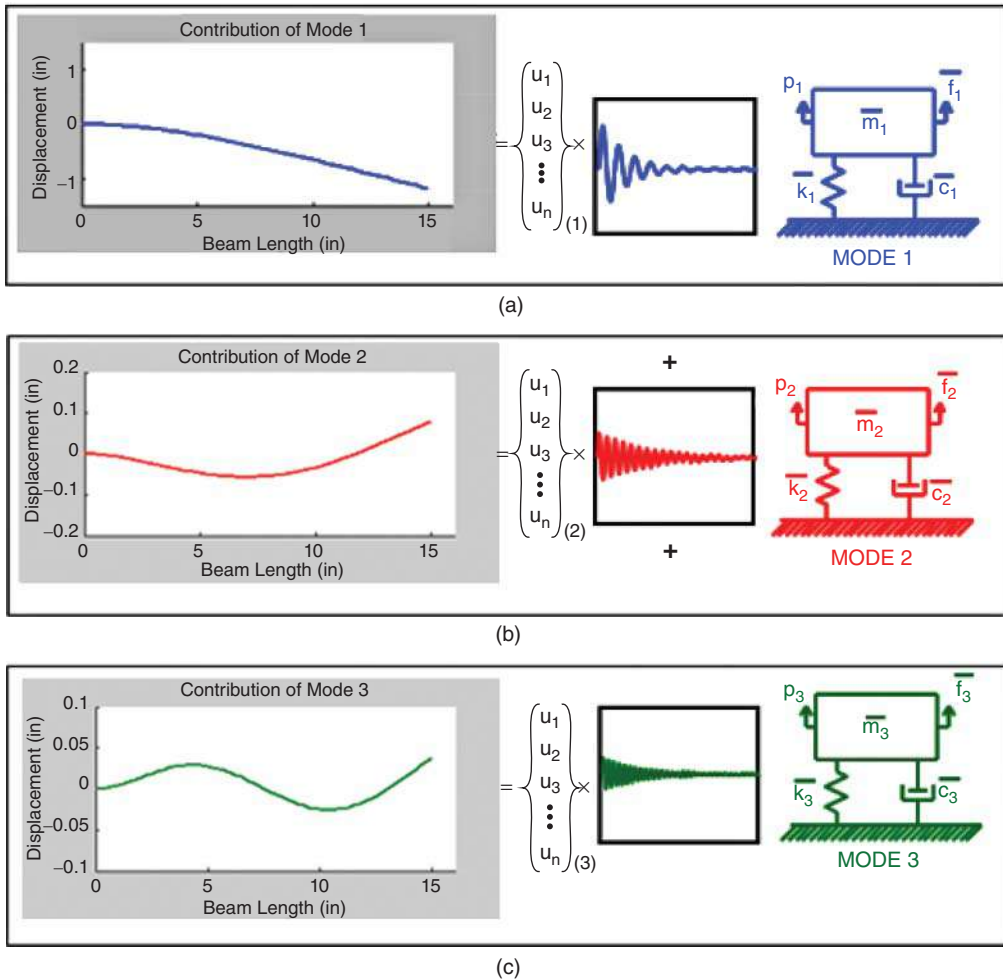 Contribution of Mode 1
Displacement (in)
1
0
−1
0 5 10 15
Beam Length (in)
=
u1
u2
u3
un
(1)
×
p1
f1
m1
k1
c1
MODE 1
(a)
Contribution of Mode 2
Displacement (in)
0.2
0.1
0
−0.1
−0.2
0 5 10 15
Beam Length (in)
=
u1
u2
u3
un
(2)
×
+
+
p2
f2
m2
k2
c2
MODE 2
(b)
Contribution of Mode 3
Displacement (in)
0.1
0.05
0
−0.05
−0.1
0 5 10 15
Beam Length (in)
=
u1
u2
u3
un
(3)
×
p3
f3
m3
k3
c3
MODE 3
(c)